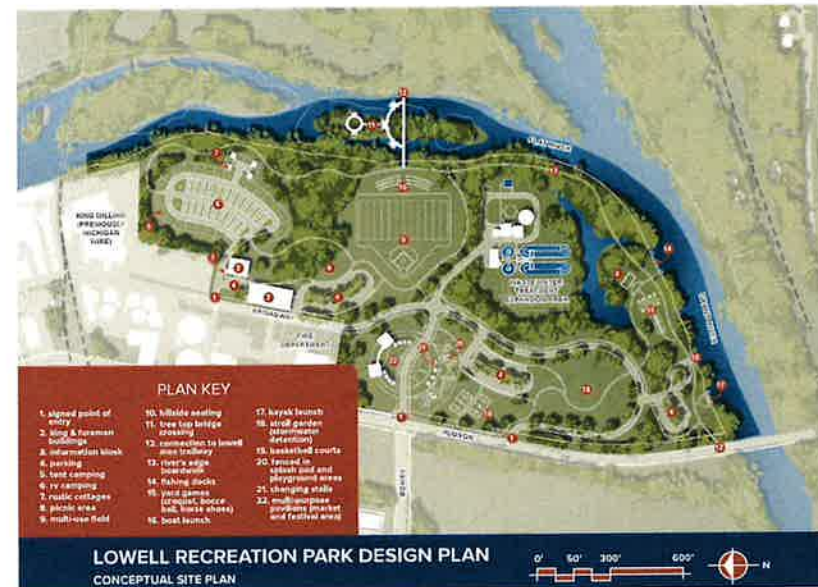 KING MILLING
(PREVIOUSLY
MICHIGAN
WIRE)
FLAT RIVER
BROADWAY
FIRE
DEPARTMENT
WASTEWATER
TREATMENT
HUDSON
BOWES
PLAN KEY
1. signed point of
entry
2. king & foreman
buildings
3. information kiosk
4. parking
5. tent camping
6. rv camping
7. rustic cottages
8. picnic area
9. multi-use field
10. hillside seating
11. tree top bridge
crossing
12. connection to lowell
area trailway
13. river's edge
boardwalk
14. fishing docks
15. yard games
(croquet, bocce
ball, horse shoes)
16. boat launch
17. kayak launch
18. stroll garden
(stormwater
detention)
19. basketball courts
20. fenced in
splash pad and
playground areas
21. changing stalls
22. multi-purpose
pavilions (market
and festival area)
LOWELL RECREATION PARK DESIGN PLAN
CONCEPTUAL SITE PLAN
0' 50' 300' 600'
N